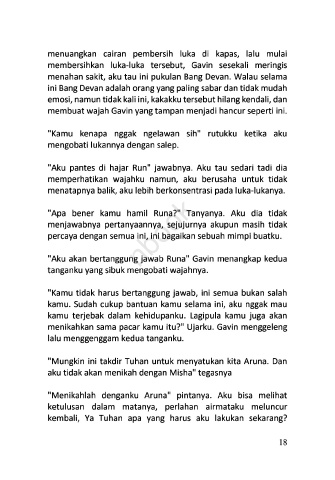 menuangkan cairan pembersih luka di kapas, lalu mulai
membersihkan luka-luka tersebut, Gavin sesekali meringis
menahan sakit, aku tau ini pukulan Bang Devan. Walau selama
ini Bang Devan adalah orang yang paling sabar dan tidak mudah
emosi, namun tidak kali ini, kakakku tersebut hilang kendali, dan
membuat wajah Gavin yang tampan menjadi hancur seperti ini.
"Kamu kenapa nggak ngelawan sih" rutukku ketika aku
mengobati lukannya dengan salep.
"Aku pantes di hajar Run" jawabnya. Aku tau sedari tadi dia
memperhatikan wajahku namun, aku berusaha untuk tidak
menatapnya balik, aku lebih berkonsentrasi pada luka-lukanya.
"Apa bener kamu hamil Runa?" Tanyanya. Aku dia tidak
menjawabnya pertanyaannya, sejujurnya akupun masih tidak
percaya dengan semua ini, ini bagaikan sebuah mimpi buatku.
"Aku akan bertanggung jawab Runa" Gavin menangkap kedua
tanganku yang sibuk mengobati wajahnya.
"Kamu tidak harus bertanggung jawab, ini semua bukan salah
kamu. Sudah cukup bantuan kamu selama ini, aku nggak mau
kamu terjebak dalam kehidupanku. Lagipula kamu juga akan
menikahkan sama pacar kamu itu?" Ujarku. Gavin menggeleng
lalu menggenggam kedua tanganku.
"Mungkin ini takdir Tuhan untuk menyatukan kita Aruna. Dan
aku tidak akan menikah dengan Misha" tegasnya
"Menikahlah denganku Aruna" pintanya. Aku bisa melihat
ketulusan dalam matanya, perlahan airmataku meluncur
kembali, Ya Tuhan apa yang harus aku lakukan sekarang?
18